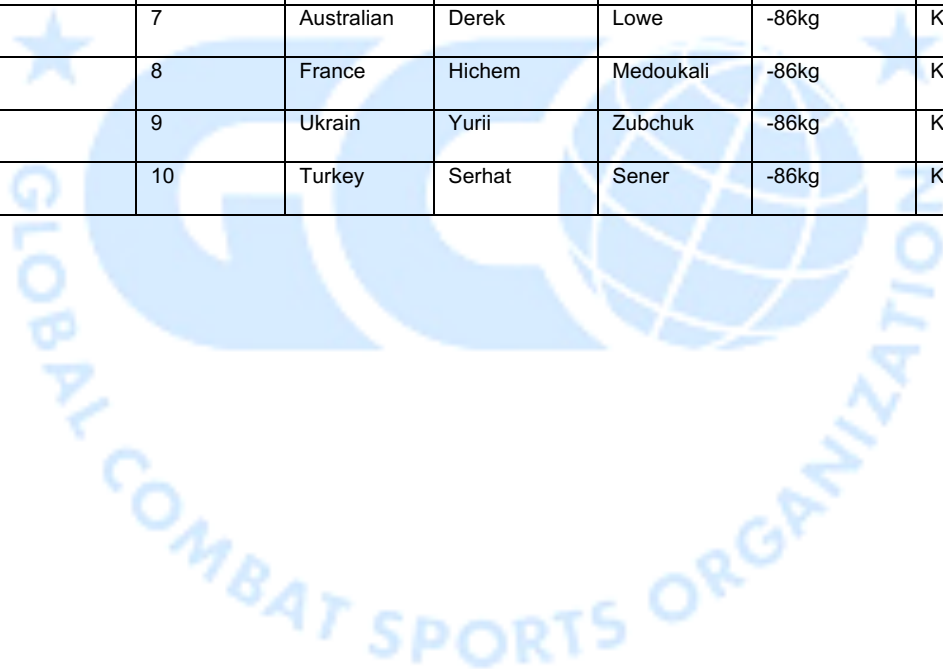 7 Australian Derek Lowe -86kg K
8 France Hichem Medoukali -86kg K
9 Ukrain Yurii Zubchuk -86kg K
10 Turkey Serhat Sener -86kg K
GCO
GLOBAL COMBAT SPORTS ORGANIZATION